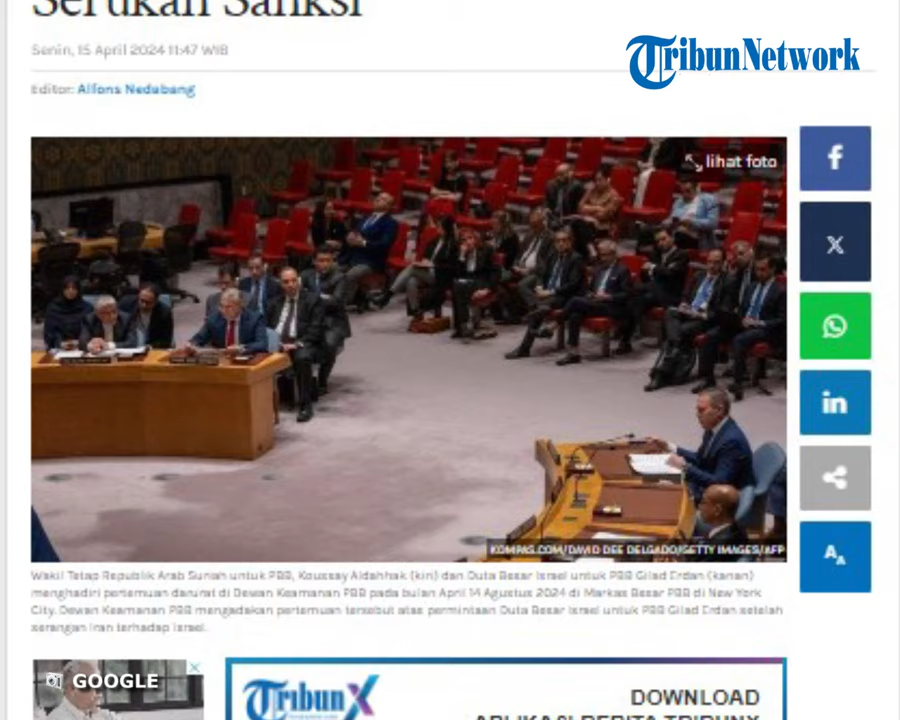 Serukan Sanksi
Senin, 15 April 2024 11:47 WIB
TribunNetwork
Editor: Alfons Nedabang
lihat foto
KOMPAS.COM/DAVID DEE DELGADO/GETTY IMAGES/AFP
Wakil Tetap Republik Arab Suriah untuk PBB, Koussay Aldahhak (kiri) dan Duta Besar Israel untuk PBB Gilad Erdan (kanan)
menghadiri pertemuan darurat di Dewan Keamanan PBB pada bulan April 14 Agustus 2024 di Markas Besar PBB di New York
City. Dewan Keamanan PBB mengadakan pertemuan tersebut atas permintaan Duta Besar Israel untuk PBB Gilad Erdan setelah
serangan Iran terhadap Israel.
GOOGLE
TribunX
DOWNLOAD
APLIKASI BERITA TRIBUNX